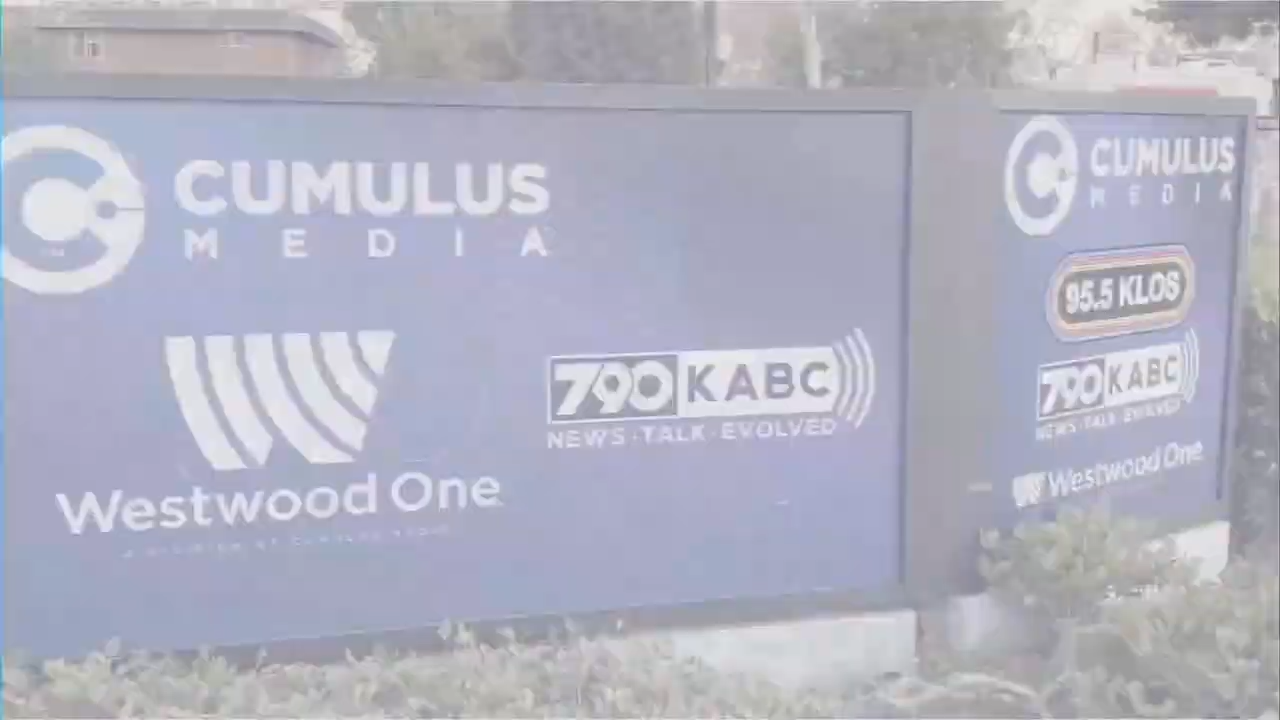 CUMULUS
MEDIA
Westwood One
790 KABC
NEWS · TALK · EVOLVED
CUMULUS
MEDIA
95.5 KLOS
790 KABC
NEWS · TALK · EVOLVED
Westwood One